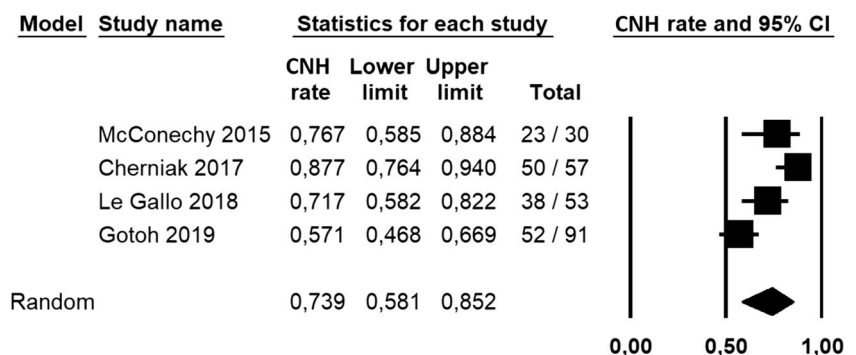 Model Study name Statistics for each study CNH rate and 95% CI
CNH Lower Upper
rate limit limit Total
McConechy 2015 0,767 0,585 0,884 23 / 30
Cherniak 2017 0,877 0,764 0,940 50 / 57
Le Gallo 2018 0,717 0,582 0,822 38 / 53
Gotoh 2019 0,571 0,468 0,669 52 / 91
Random 0,739 0,581 0,852
0,00 0,50 1,00